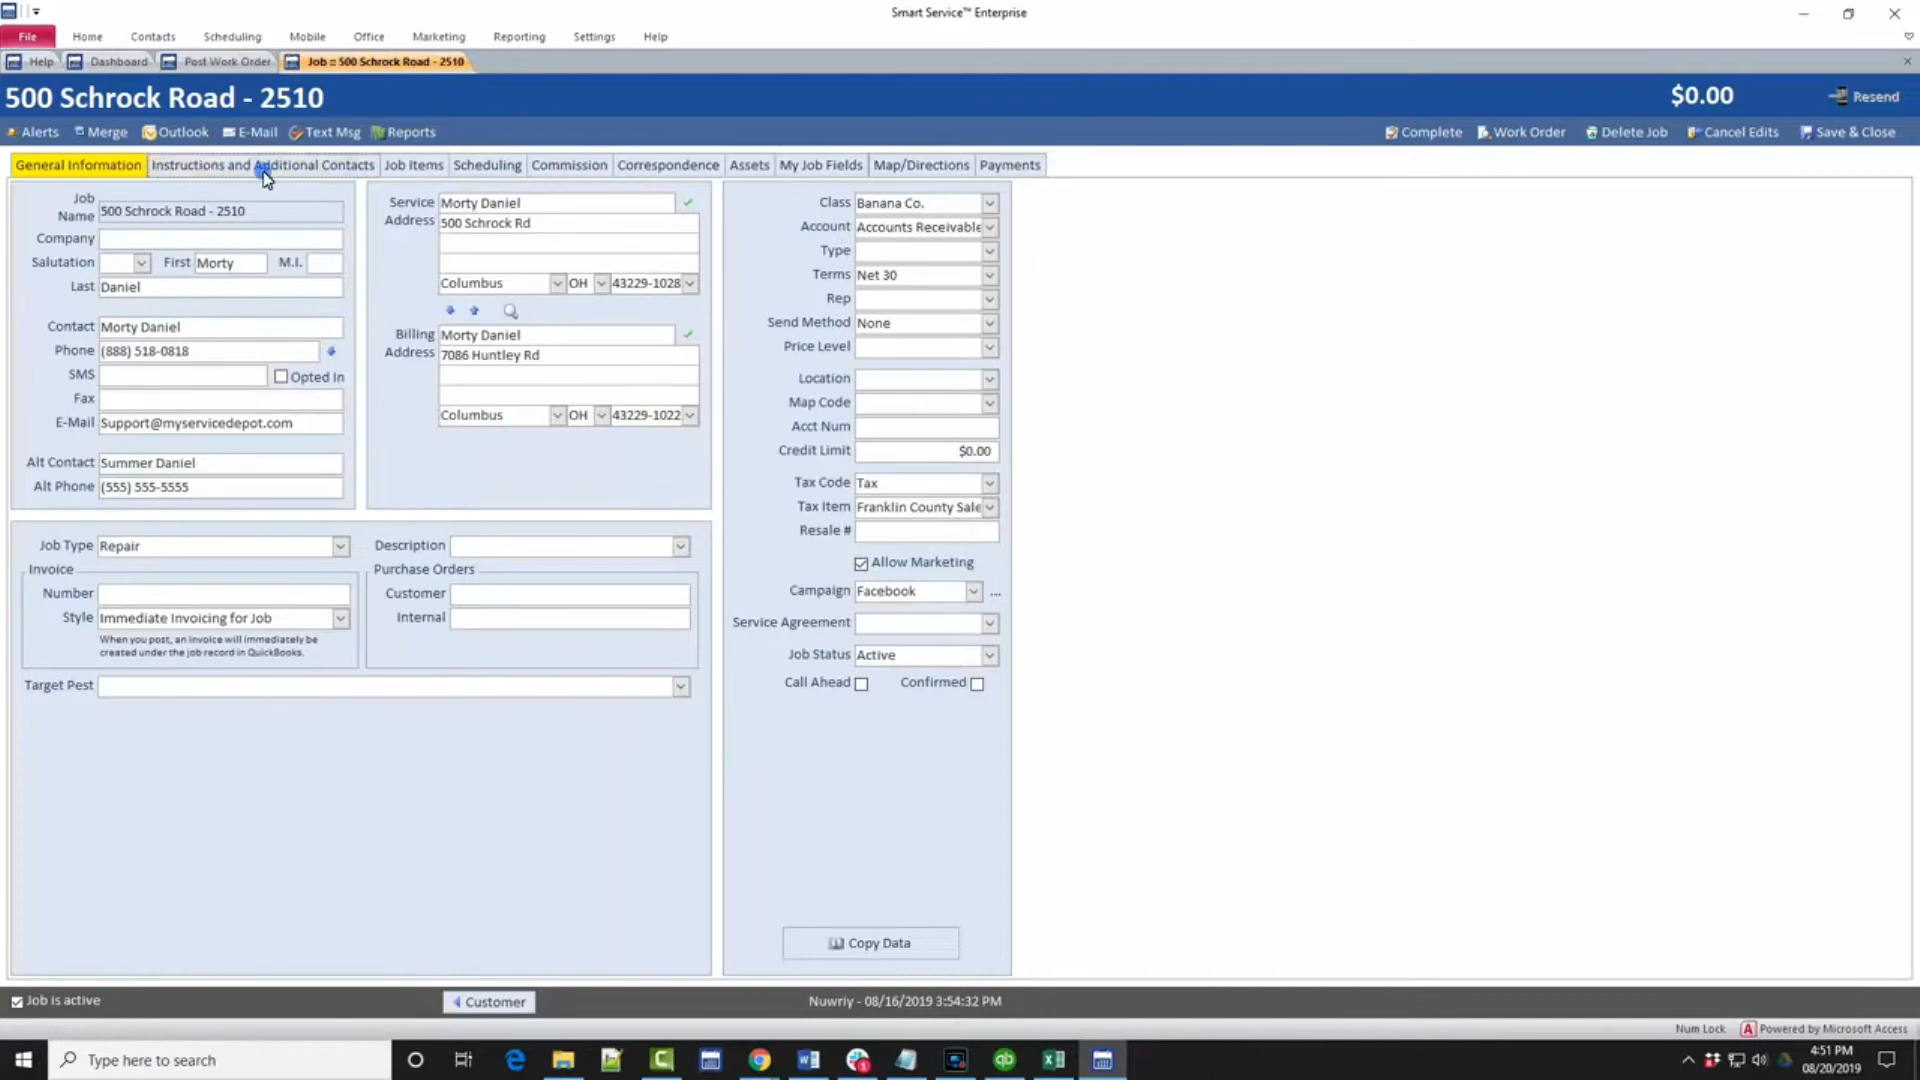 Smart Service™ Enterprise
File Home Contacts Scheduling Mobile Office Marketing Reporting Settings Help
Help Dashboard Post Work Order Job :: 500 Schrock Road - 2510
500 Schrock Road - 2510 $0.00 Resend
Alerts Merge Outlook E-Mail Text Msg Reports Complete Work Order Delete Job Cancel Edits Save & Close
General Information Instructions and Additional Contacts Job Items Scheduling Commission Correspondence Assets My Job Fields Map/Directions Payments
Job Name 500 Schrock Road - 2510
Company
Salutation First Morty M.I.
Last Daniel
Contact Morty Daniel
Phone (888) 518-0818
SMS Opted In
Fax
E-Mail Support@myservicedepot.com
Alt Contact Summer Daniel
Alt Phone (555) 555-5555
Service Address Morty Daniel
500 Schrock Rd
Columbus OH 43229-1028
Billing Address Morty Daniel
7086 Huntley Rd
Columbus OH 43229-1022
Class Banana Co.
Account Accounts Receivable
Type
Terms Net 30
Rep
Send Method None
Price Level
Location
Map Code
Acct Num
Credit Limit $0.00
Tax Code Tax
Tax Item Franklin County Sale
Resale #
Allow Marketing
Campaign Facebook ...
Service Agreement
Job Status Active
Call Ahead Confirmed
Copy Data
Job Type Repair Description
Invoice Purchase Orders
Number Customer
Style Immediate Invoicing for Job Internal
When you post, an invoice will immediately be
created under the job record in QuickBooks.
Target Pest
Job is active Customer Nuwriy - 08/16/2019 3:54:32 PM
Num Lock A Powered by Microsoft Access
Type here to search
4:51 PM
08/20/2019